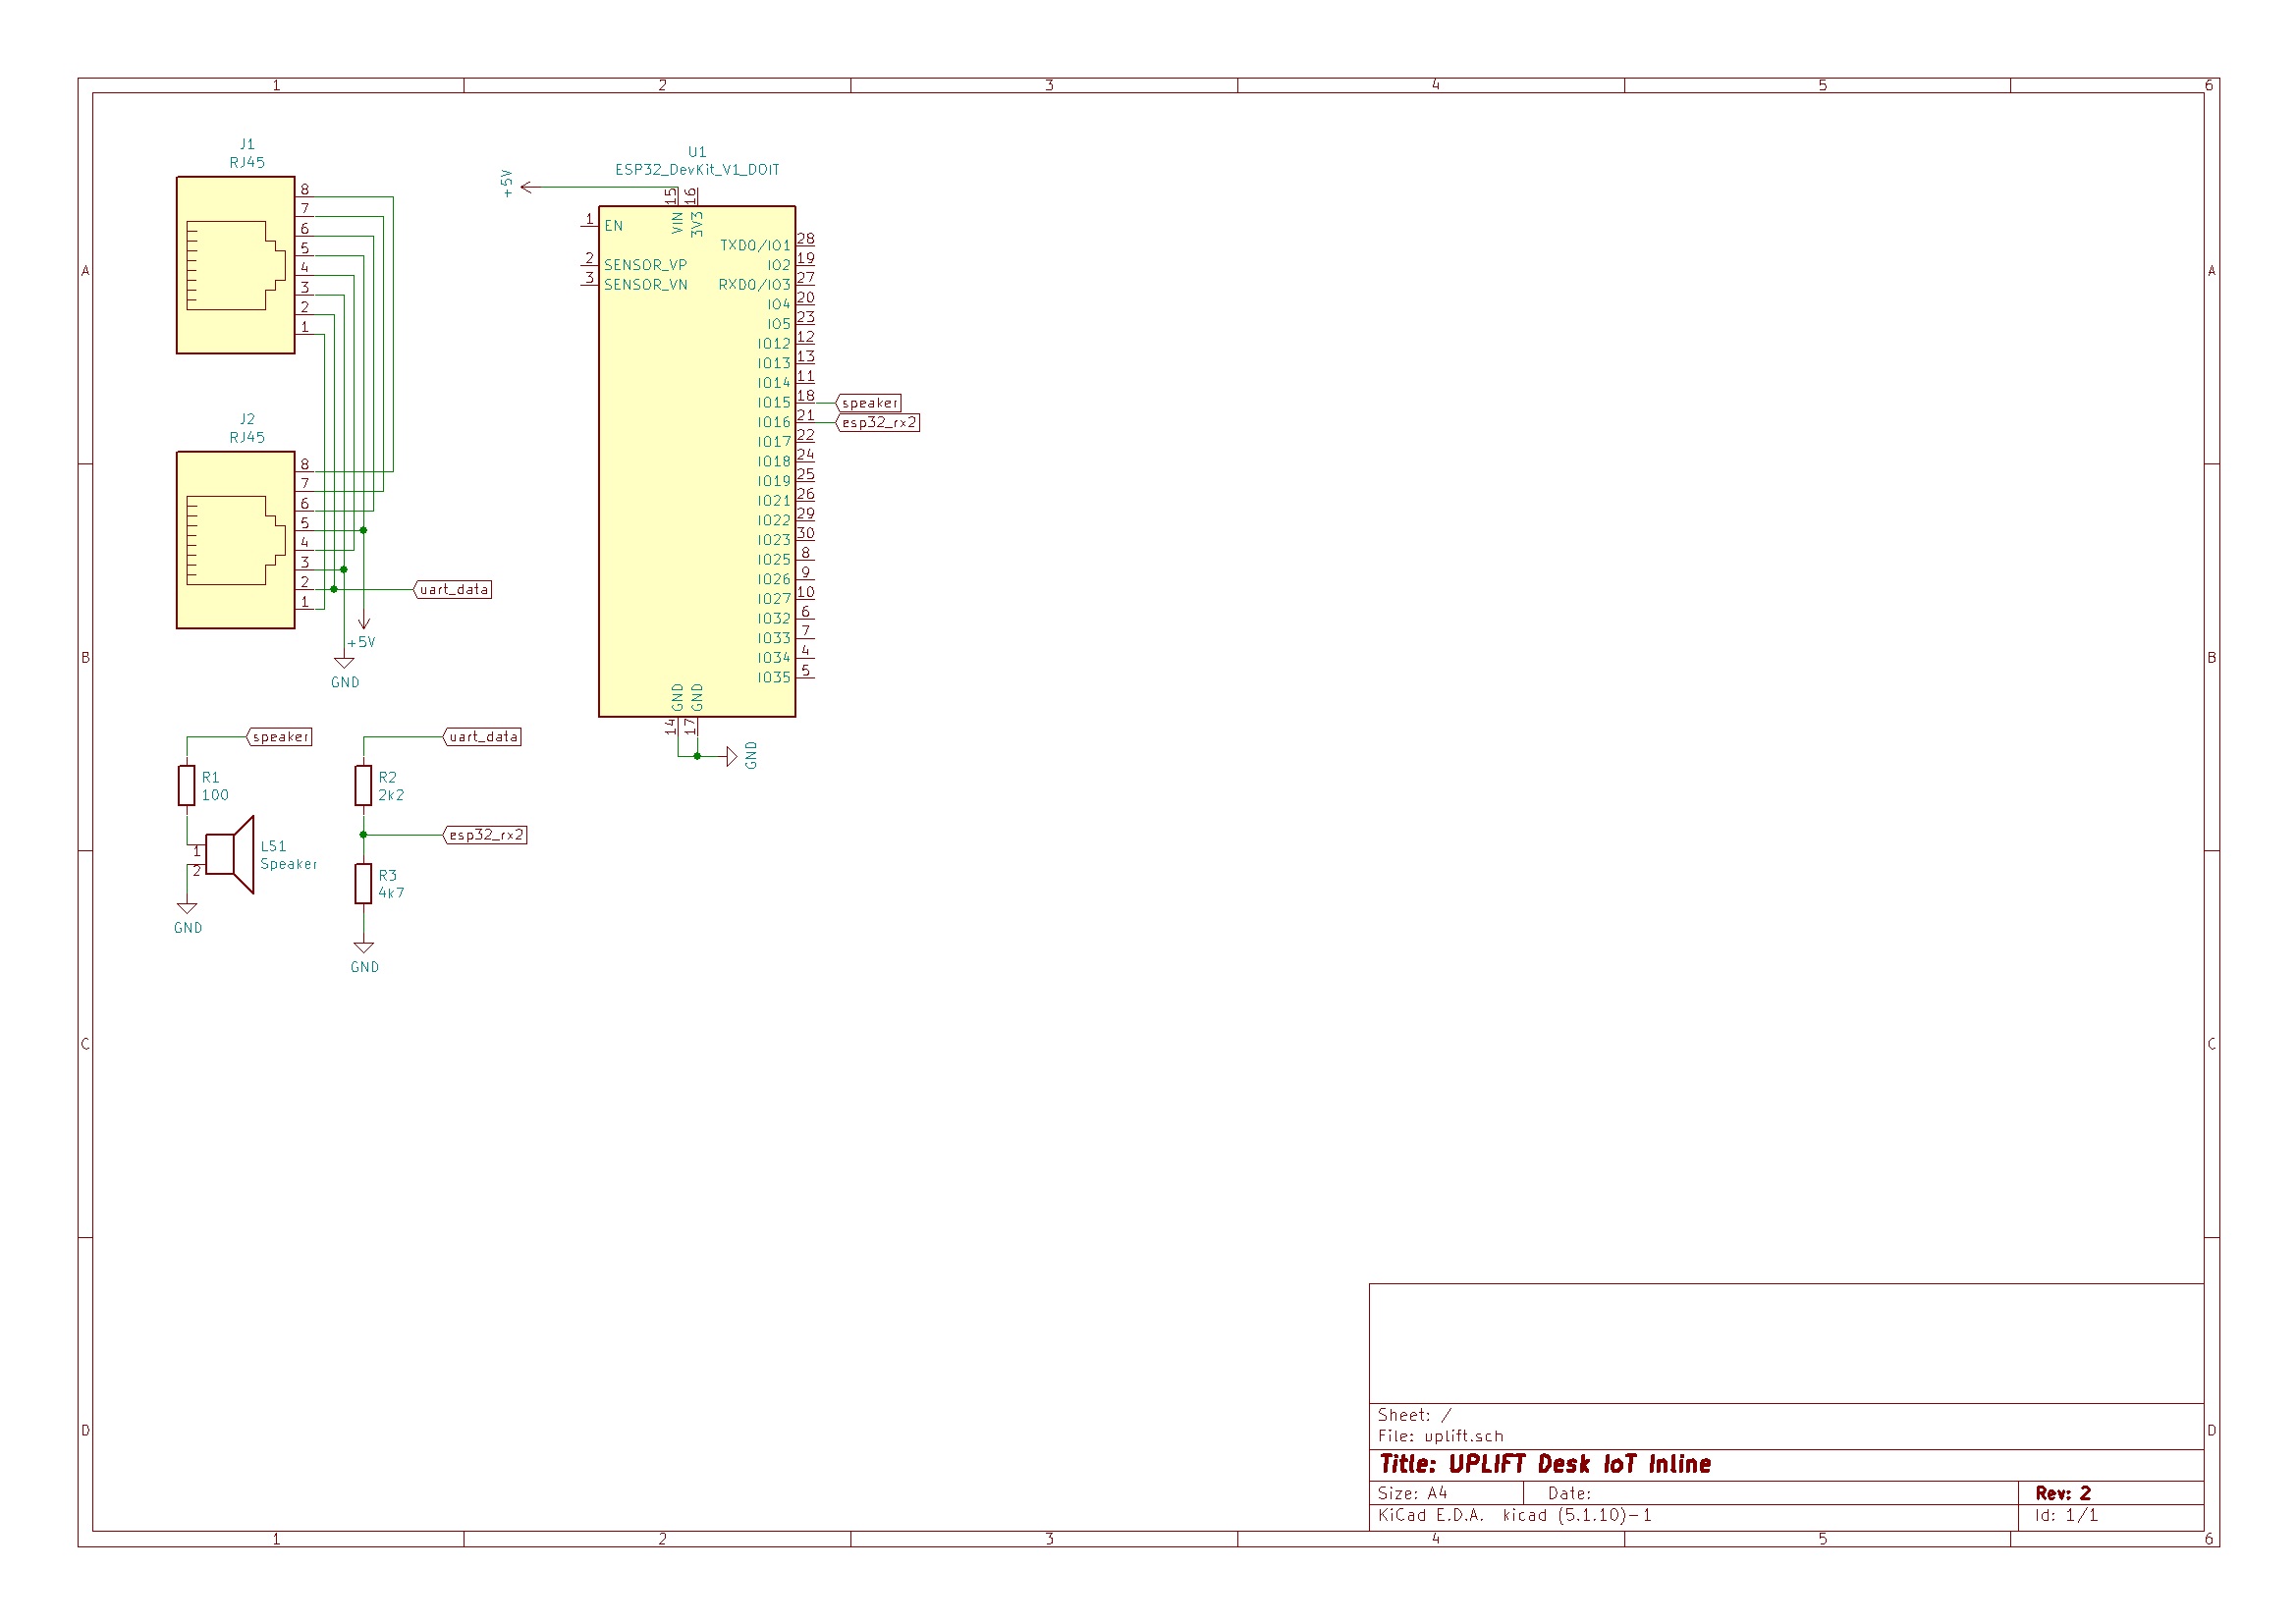 1 2 3 4 5 6
A
B
C
D
A
B
C
D
J1
RJ45
8
7
6
5
4
3
2
1
J2
RJ45
8
7
6
5
4
3
2
1
uart_data
+5V
GND
speaker
R1
100
1
2
LS1
Speaker
GND
uart_data
R2
2k2
esp32_rx2
R3
4k7
GND
U1
ESP32_DevKit_V1_DOIT
+5V
15 16
VIN 3V3
1 EN
2 SENSOR_VP
3 SENSOR_VN
TXD0/IO1 28
IO2 19
RXD0/IO3 27
IO4 20
IO5 23
IO12 12
IO13 13
IO14 11
IO15 18 speaker
IO16 21 esp32_rx2
IO17 22
IO18 24
IO19 25
IO21 26
IO22 29
IO23 30
IO25 8
IO26 9
IO27 10
IO32 6
IO33 7
IO34 4
IO35 5
GND GND
14 17
GND
Sheet: /
File: uplift.sch
Title: UPLIFT Desk IoT Inline
Size: A4 Date: Rev: 2
KiCad E.D.A. kicad (5.1.10)-1 Id: 1/1
1 2 3 4 5 6